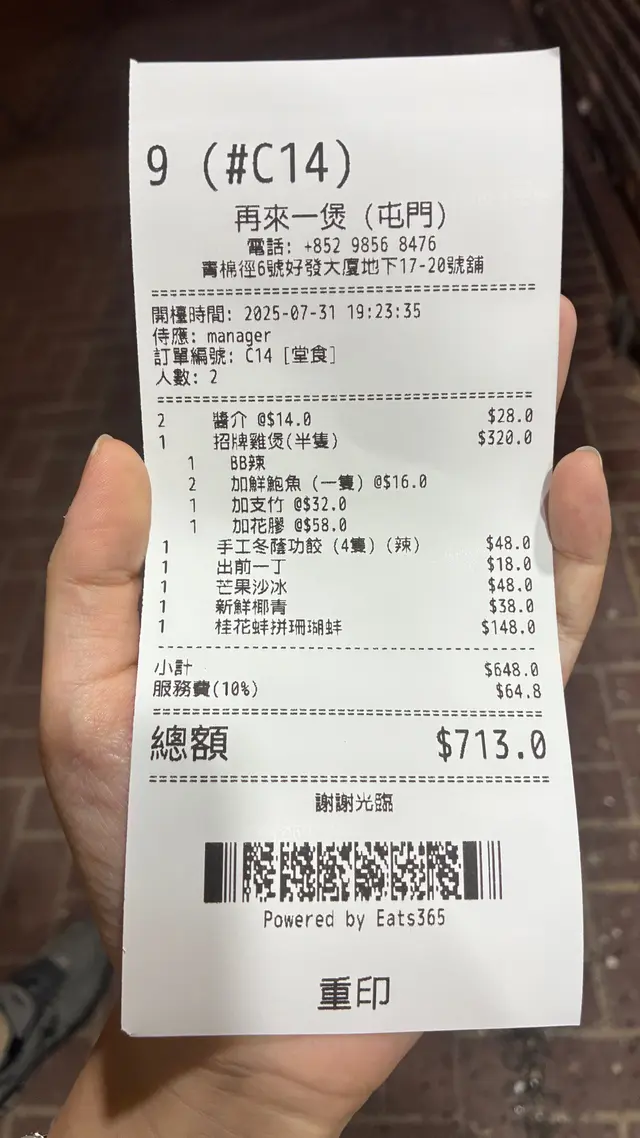 9 (#C14)
再來一煲 (屯門)
電話: +852 9856 8476
青棉徑6號好發大廈地下17-20號舖
開檯時間: 2025-07-31 19:23:35
侍應: manager
訂單編號: C14 [堂食]
人數: 2
2 醬介 @$14.0 $28.0
1 招牌雞煲(半隻) $320.0
1 BB辣
2 加鮮鮑魚 (一隻) @$16.0
1 加支竹 @$32.0
1 加花膠 @$58.0
1 手工冬蔭功餃 (4隻) (辣) $48.0
1 出前一丁 $18.0
1 芒果沙冰 $48.0
1 新鮮椰青 $38.0
1 桂花蚌拼珊瑚蚌 $148.0
小計 $648.0
服務費(10%) $64.8
總額 $713.0
謝謝光臨
Powered by Eats365
重印